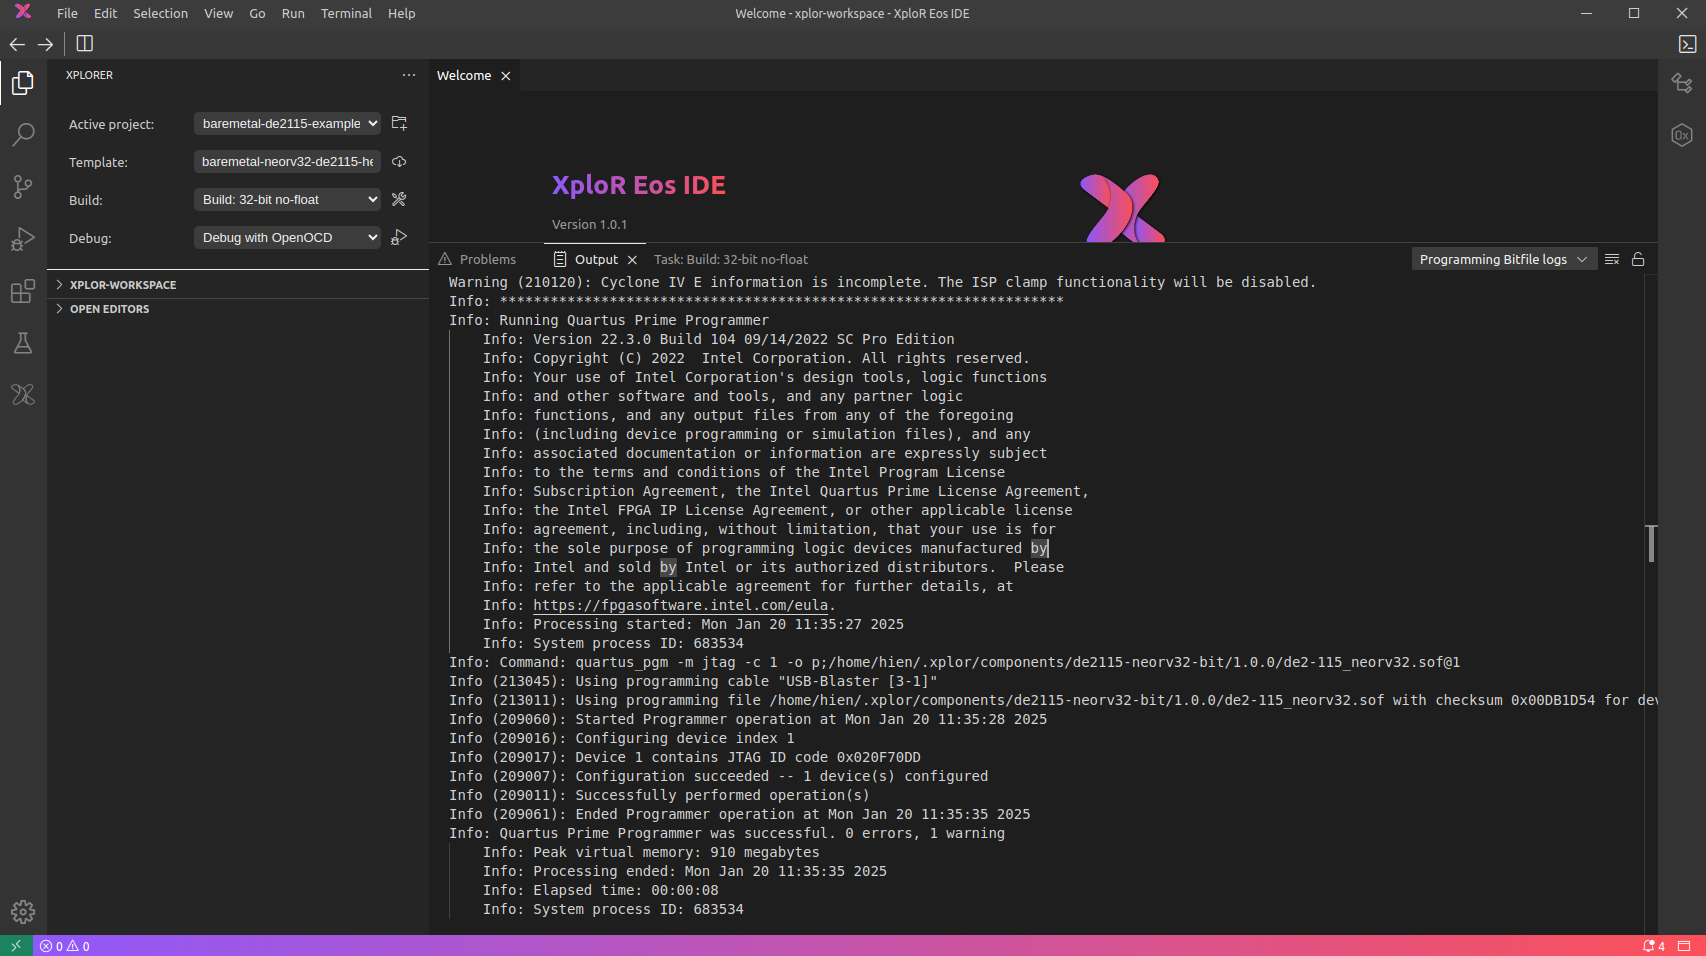 File Edit Selection View Go Run Terminal Help
Welcome - xplor-workspace - XploR Eos IDE
XPLORER
Active project: baremetal-de2115-example
Template: baremetal-neorv32-de2115-he
Build: Build: 32-bit no-float
Debug: Debug with OpenOCD
XPLOR-WORKSPACE
OPEN EDITORS
Welcome
XploR Eos IDE
Version 1.0.1
Problems Output Task: Build: 32-bit no-float Programming Bitfile logs
Warning (210120): Cyclone IV E information is incomplete. The ISP clamp functionality will be disabled.
Info: *******************************************************************
Info: Running Quartus Prime Programmer
Info: Version 22.3.0 Build 104 09/14/2022 SC Pro Edition
Info: Copyright (C) 2022  Intel Corporation. All rights reserved.
Info: Your use of Intel Corporation's design tools, logic functions
Info: and other software and tools, and any partner logic
Info: functions, and any output files from any of the foregoing
Info: (including device programming or simulation files), and any
Info: associated documentation or information are expressly subject
Info: to the terms and conditions of the Intel Program License
Info: Subscription Agreement, the Intel Quartus Prime License Agreement,
Info: the Intel FPGA IP License Agreement, or other applicable license
Info: agreement, including, without limitation, that your use is for
Info: the sole purpose of programming logic devices manufactured by
Info: Intel and sold by Intel or its authorized distributors.  Please
Info: refer to the applicable agreement for further details, at
Info: https://fpgasoftware.intel.com/eula.
Info: Processing started: Mon Jan 20 11:35:27 2025
Info: System process ID: 683534
Info: Command: quartus_pgm -m jtag -c 1 -o p;/home/hien/.xplor/components/de2115-neorv32-bit/1.0.0/de2-115_neorv32.sof@1
Info (213045): Using programming cable "USB-Blaster [3-1]"
Info (213011): Using programming file /home/hien/.xplor/components/de2115-neorv32-bit/1.0.0/de2-115_neorv32.sof with checksum 0x00DB1D54 for dev
Info (209060): Started Programmer operation at Mon Jan 20 11:35:28 2025
Info (209016): Configuring device index 1
Info (209017): Device 1 contains JTAG ID code 0x020F70DD
Info (209007): Configuration succeeded -- 1 device(s) configured
Info (209011): Successfully performed operation(s)
Info (209061): Ended Programmer operation at Mon Jan 20 11:35:35 2025
Info: Quartus Prime Programmer was successful. 0 errors, 1 warning
Info: Peak virtual memory: 910 megabytes
Info: Processing ended: Mon Jan 20 11:35:35 2025
Info: Elapsed time: 00:00:08
Info: System process ID: 683534
0x
0 0
4